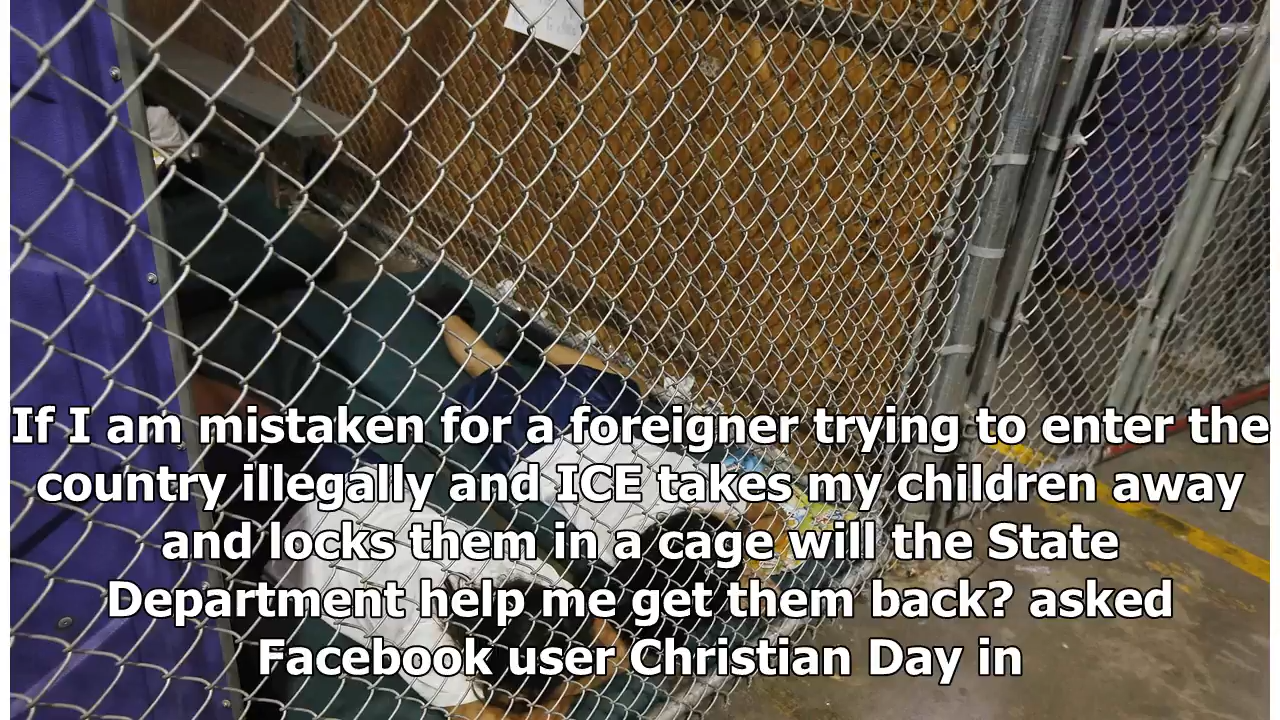 If I am mistaken for a foreigner trying to enter the
country illegally and ICE takes my children away
and locks them in a cage will the State
Department help me get them back? asked
Facebook user Christian Day in